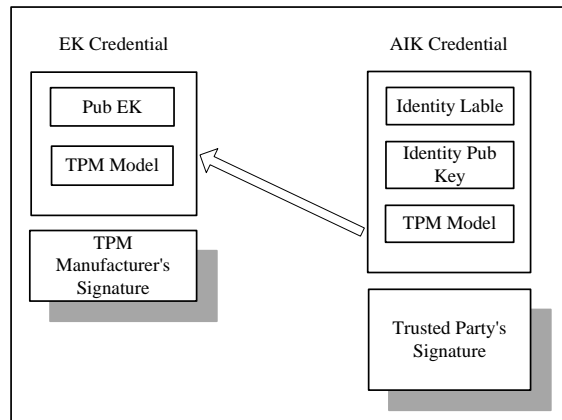 EK Credential
Pub EK
TPM Model
TPM
Manufacturer's
Signature
AIK Credential
Identity Lable
Identity Pub
Key
TPM Model
Trusted Party's
Signature